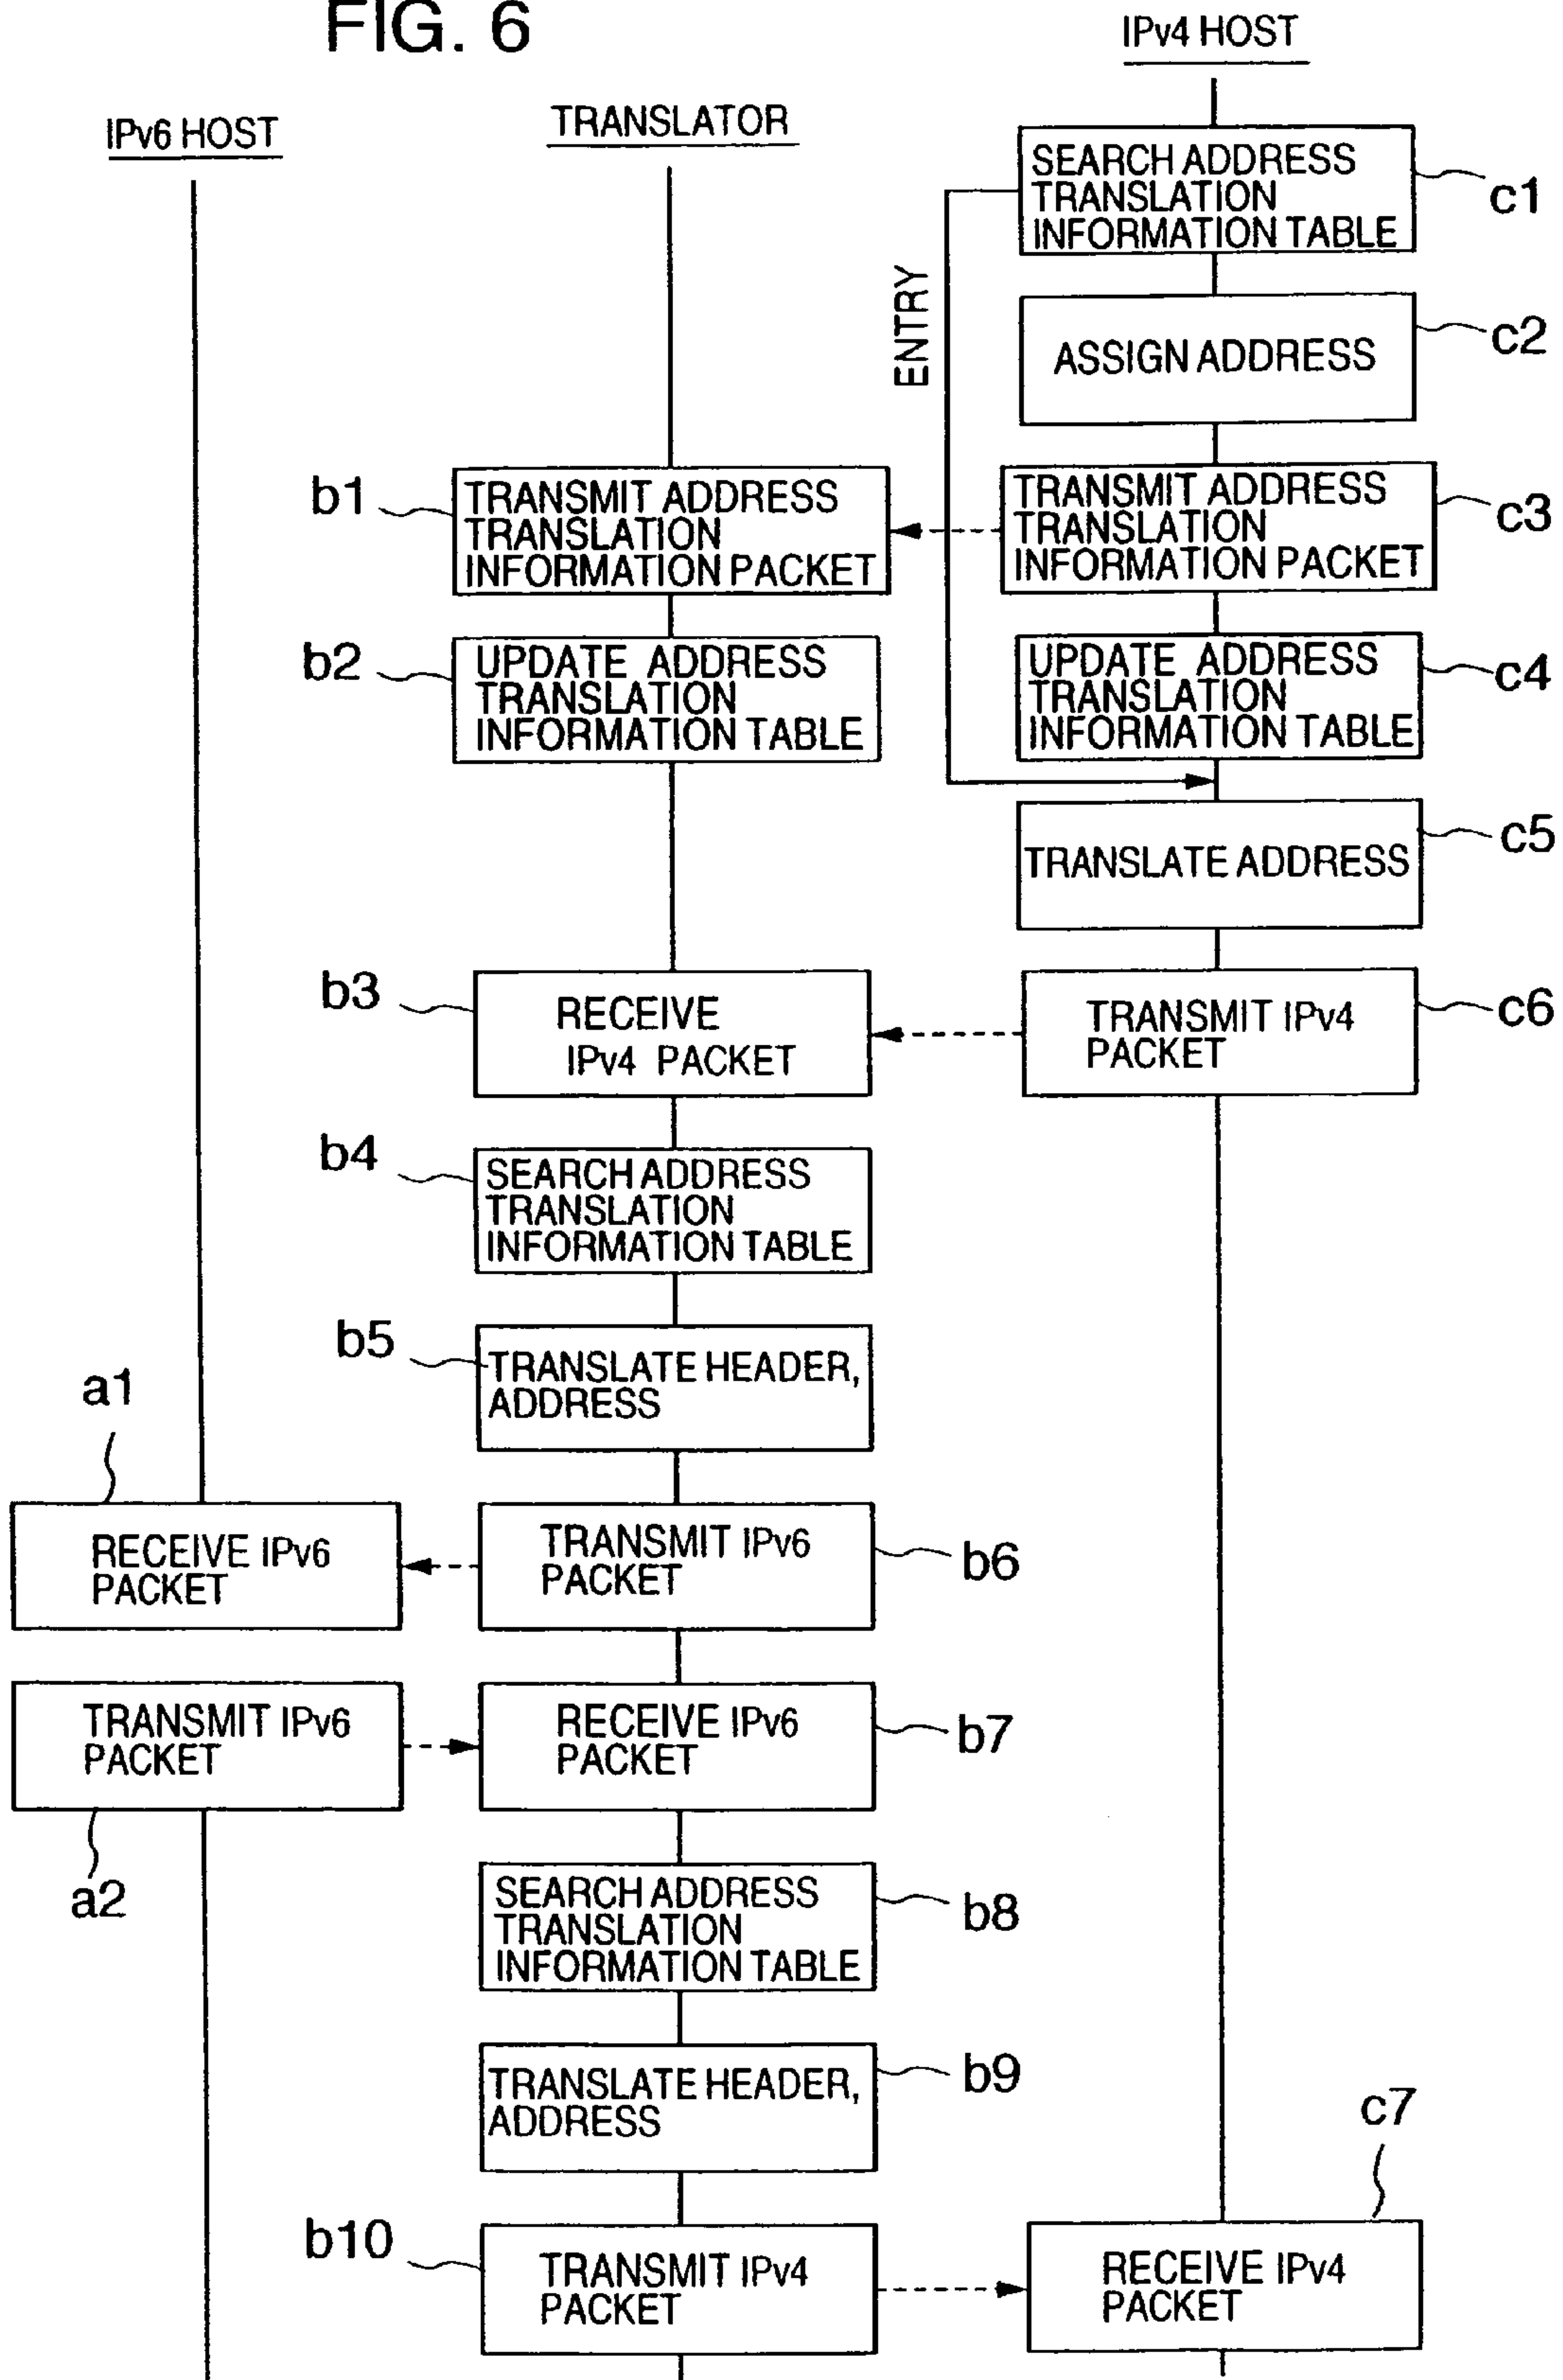 FIG. 6
IPv4 HOST
IPv6 HOST
TRANSLATOR
SEARCH ADDRESS
TRANSLATION
INFORMATION TABLE
c1
ENTRY
ASSIGN ADDRESS
c2
b1
TRANSMIT ADDRESS
TRANSLATION
INFORMATION PACKET
TRANSMIT ADDRESS
TRANSLATION
INFORMATION PACKET
c3
b2
UPDATE ADDRESS
TRANSLATION
INFORMATION TABLE
UPDATE ADDRESS
TRANSLATION
INFORMATION TABLE
c4
TRANSLATE ADDRESS
c5
b3
RECEIVE
IPv4 PACKET
TRANSMIT IPv4
PACKET
c6
b4
SEARCH ADDRESS
TRANSLATION
INFORMATION TABLE
b5
TRANSLATE HEADER,
ADDRESS
a1
RECEIVE IPv6
PACKET
TRANSMIT IPv6
PACKET
b6
TRANSMIT IPv6
PACKET
a2
RECEIVE IPv6
PACKET
b7
SEARCH ADDRESS
TRANSLATION
INFORMATION TABLE
b8
TRANSLATE HEADER,
ADDRESS
b9
c7
b10
TRANSMIT IPv4
PACKET
RECEIVE IPv4
PACKET